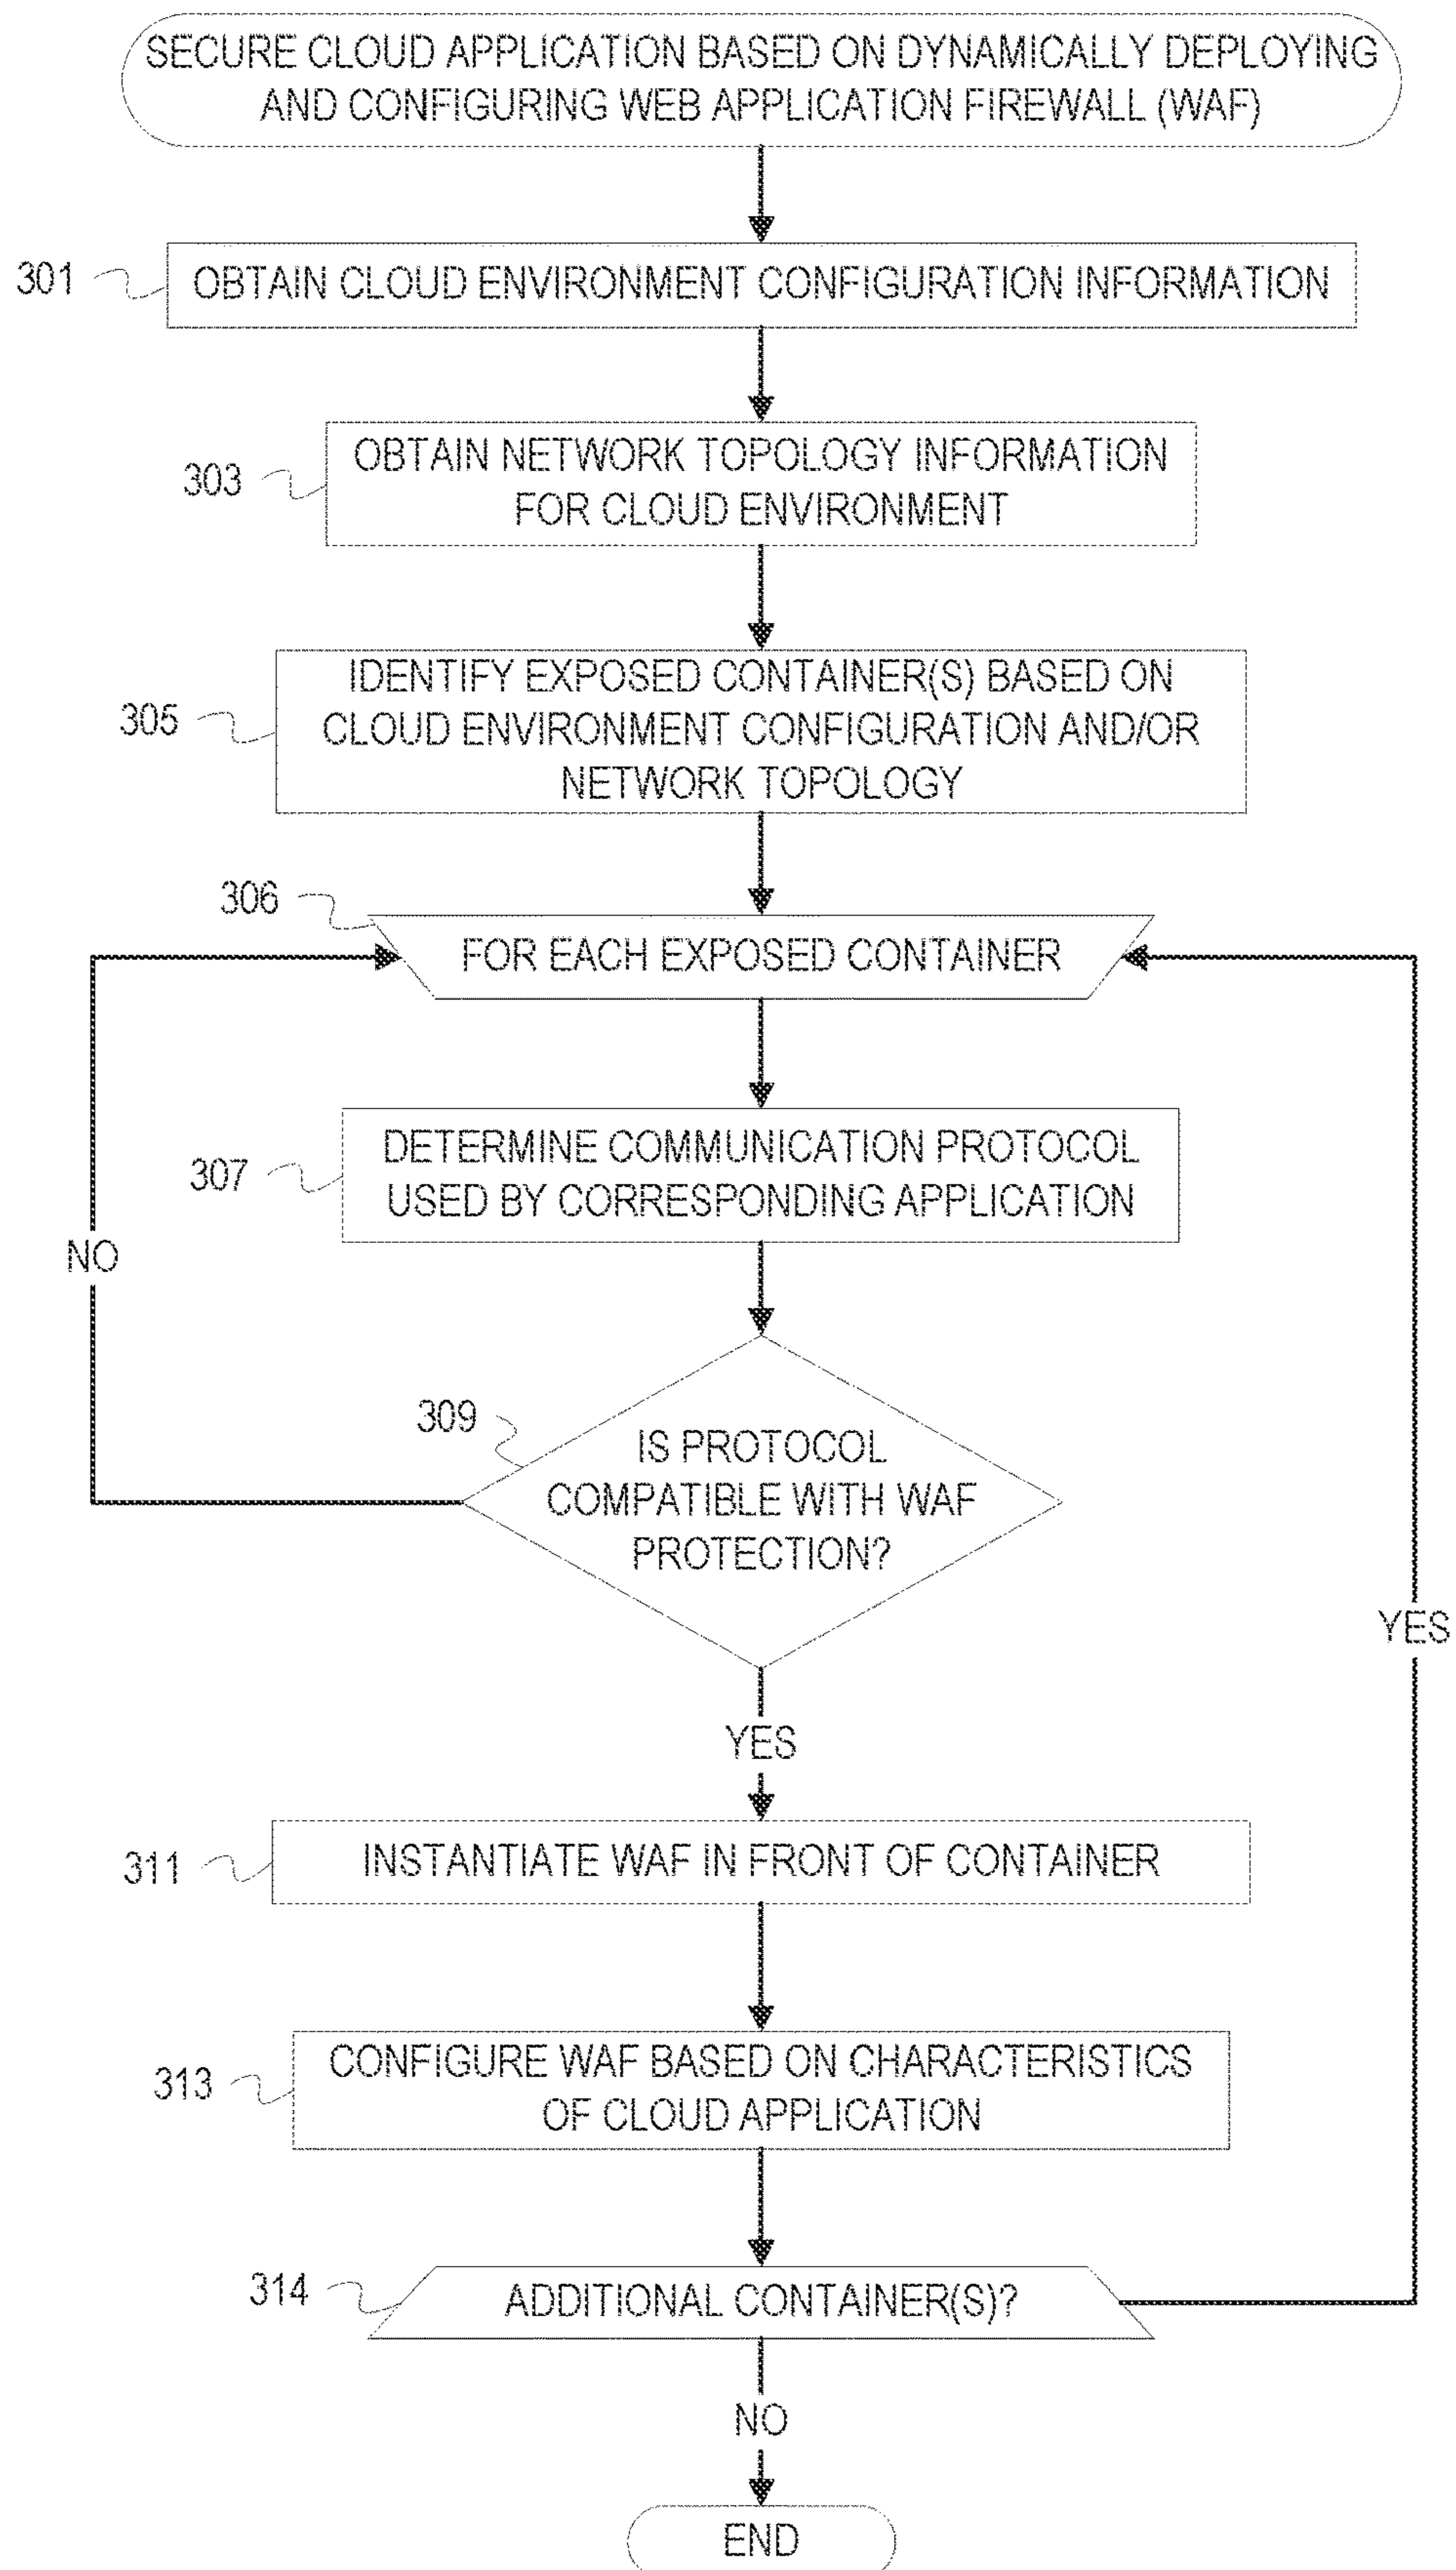 SECURE CLOUD APPLICATION BASED ON DYNAMICALLY DEPLOYING
AND CONFIGURING WEB APPLICATION FIREWALL (WAF)
301
OBTAIN CLOUD ENVIRONMENT CONFIGURATION INFORMATION
303
OBTAIN NETWORK TOPOLOGY INFORMATION
FOR CLOUD ENVIRONMENT
305
IDENTIFY EXPOSED CONTAINER(S) BASED ON
CLOUD ENVIRONMENT CONFIGURATION AND/OR
NETWORK TOPOLOGY
306
FOR EACH EXPOSED CONTAINER
307
DETERMINE COMMUNICATION PROTOCOL
USED BY CORRESPONDING APPLICATION
NO
309
IS PROTOCOL
COMPATIBLE WITH WAF
PROTECTION?
YES
YES
311
INSTANTIATE WAF IN FRONT OF CONTAINER
313
CONFIGURE WAF BASED ON CHARACTERISTICS
OF CLOUD APPLICATION
314
ADDITIONAL CONTAINER(S)?
NO
END